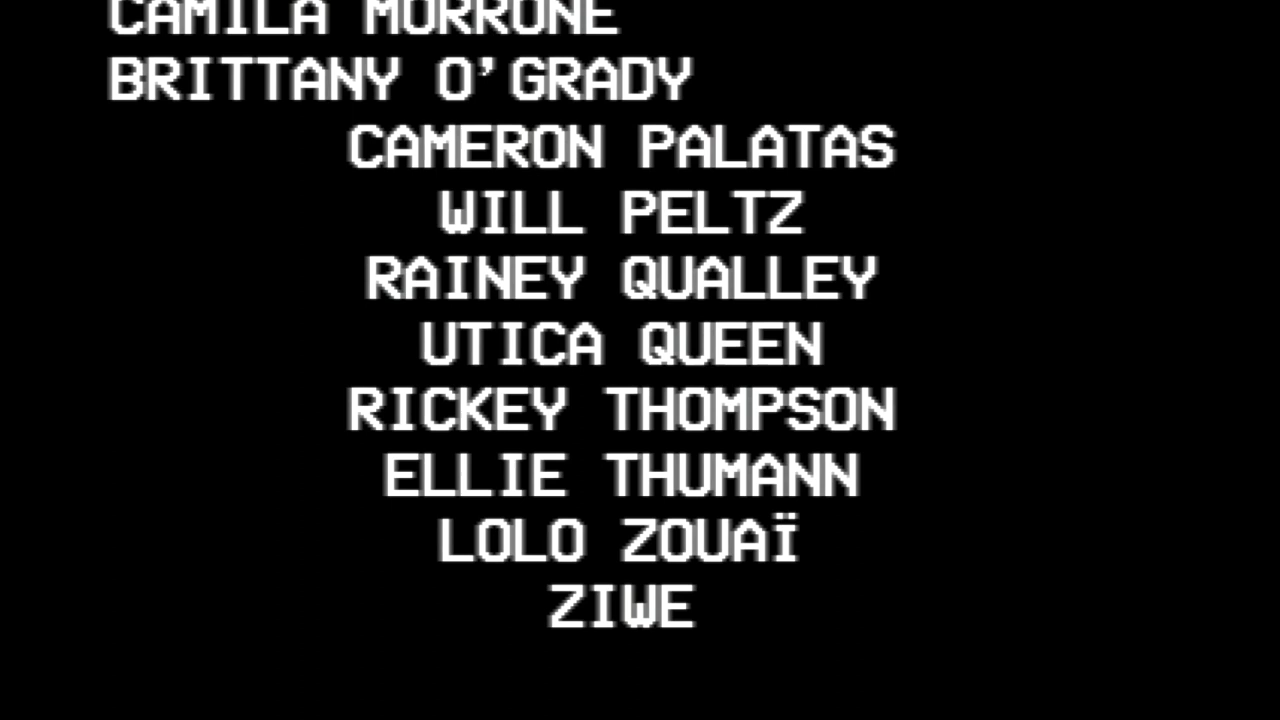 CAMILA MORRONE
BRITTANY O'GRADY
CAMERON PALATAS
WILL PELTZ
RAINEY QUALLEY
UTICA QUEEN
RICKEY THOMPSON
ELLIE THUMANN
LOLO ZOUAÏ
ZIWE